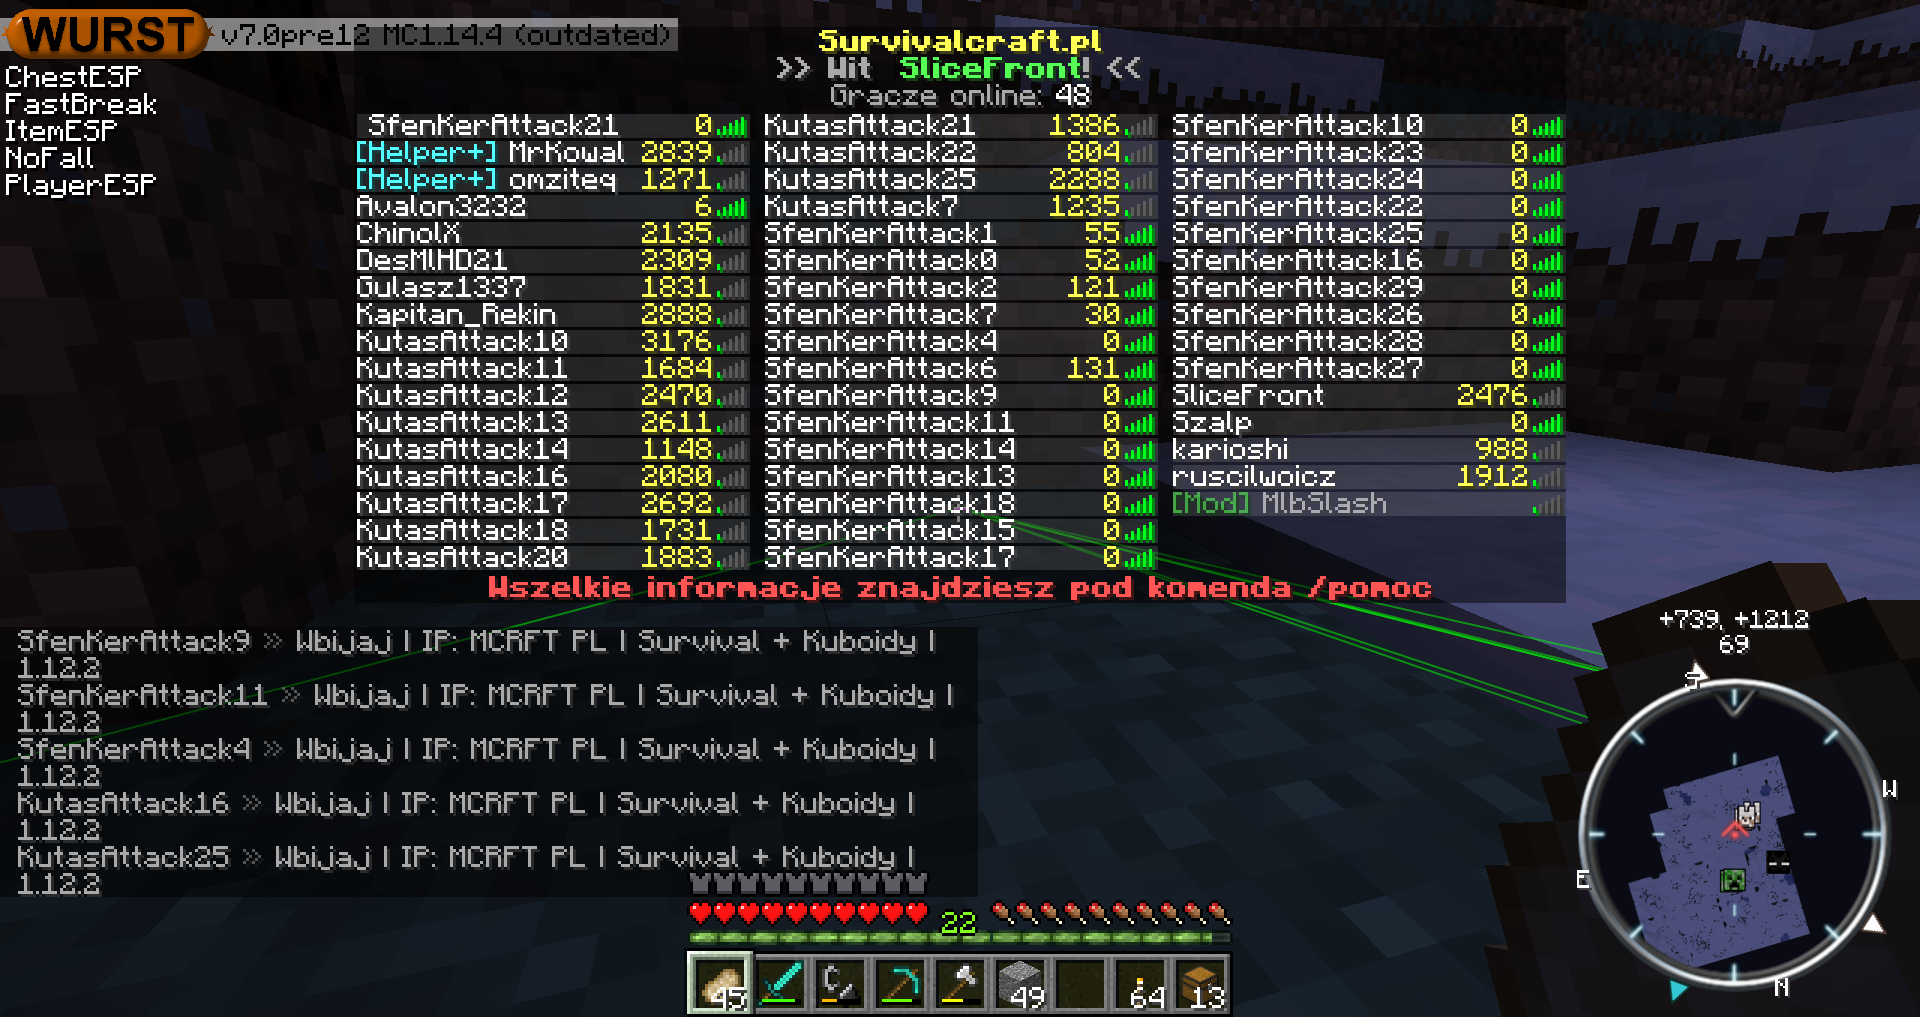 WURST v7.0pre12 MC1.14.4 (outdated)
ChestESP
FastBreak
ItemESP
NoFall
PlayerESP
Survivalcraft.pl
>> Wit SliceFront! <<
Gracze online: 48
SfenKerAttack21 0
[Helper+] MrKowal 2839
[Helper+] omziteq 1271
Avalon3232 6
ChinolX 2135
DesMlHD21 2309
Gulasz1337 1831
Kapitan_Rekin 2888
KutasAttack10 3176
KutasAttack11 1684
KutasAttack12 2470
KutasAttack13 2611
KutasAttack14 1148
KutasAttack16 2080
KutasAttack17 2692
KutasAttack18 1731
KutasAttack20 1883
KutasAttack21 1386
KutasAttack22 804
KutasAttack25 2288
KutasAttack7 1235
SfenKerAttack1 55
SfenKerAttack0 52
SfenKerAttack2 121
SfenKerAttack7 30
SfenKerAttack4 0
SfenKerAttack6 131
SfenKerAttack9 0
SfenKerAttack11 0
SfenKerAttack14 0
SfenKerAttack13 0
SfenKerAttack18 0
SfenKerAttack15 0
SfenKerAttack17 0
SfenKerAttack10 0
SfenKerAttack23 0
SfenKerAttack24 0
SfenKerAttack22 0
SfenKerAttack25 0
SfenKerAttack16 0
SfenKerAttack29 0
SfenKerAttack26 0
SfenKerAttack28 0
SfenKerAttack27 0
SliceFront 2476
Szalp 0
karioshi 988
ruscilwoicz 1912
[Mod] MlbSlash
Wszelkie informacje znajdziesz pod komenda /pomoc
SfenKerAttack9 » Wbijaj | IP: MCRFT PL | Survival + Kuboidy |
1.12.2
SfenKerAttack11 » Wbijaj | IP: MCRFT PL | Survival + Kuboidy |
1.12.2
SfenKerAttack4 » Wbijaj | IP: MCRFT PL | Survival + Kuboidy |
1.12.2
KutasAttack16 » Wbijaj | IP: MCRFT PL | Survival + Kuboidy |
1.12.2
KutasAttack25 » Wbijaj | IP: MCRFT PL | Survival + Kuboidy |
1.12.2
+739, +1212
69
S
W
E
N
22
45
49
64
13